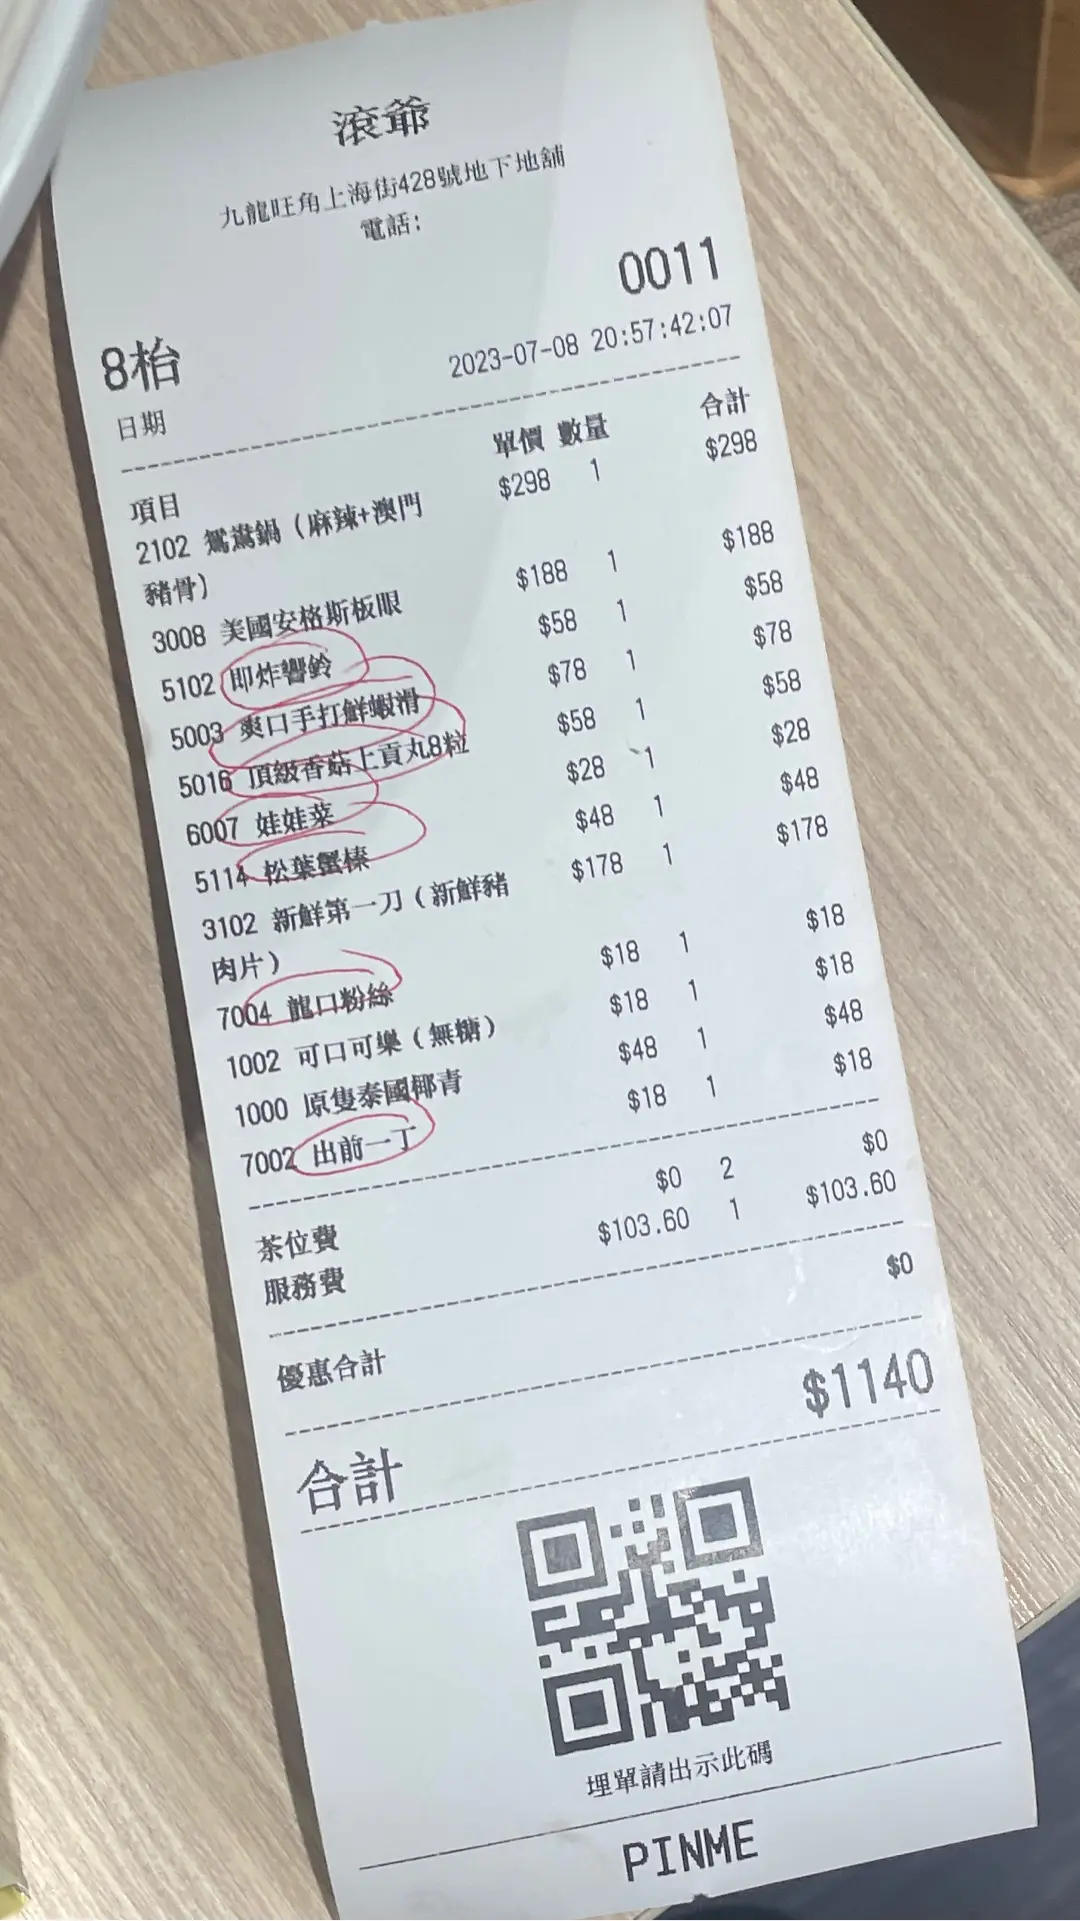 滾爺
九龍旺角上海街428號地下地舖
電話:
0011
8枱
日期 2023-07-08 20:57:42:07
項目 單價 數量 合計
2102 鴛鴦鍋(麻辣+澳門 $298 1 $298
豬骨)
3008 美國安格斯板眼 $188 1 $188
5102 即炸響鈴 $58 1 $58
5003 爽口手打鮮蝦滑 $78 1 $78
5016 頂級香菇上貢丸8粒 $58 1 $58
6007 娃娃菜 $28 1 $28
5114 松葉蟹榛 $48 1 $48
3102 新鮮第一刀(新鮮豬 $178 1 $178
肉片)
7004 龍口粉絲 $18 1 $18
1002 可口可樂(無糖) $18 1 $18
1000 原隻泰國椰青 $48 1 $48
7002 出前一丁 $18 1 $18
茶位費 $0 2 $0
服務費 $103.60 1 $103.60
優惠合計 $0
合計 $1140
埋單請出示此碼
PINME